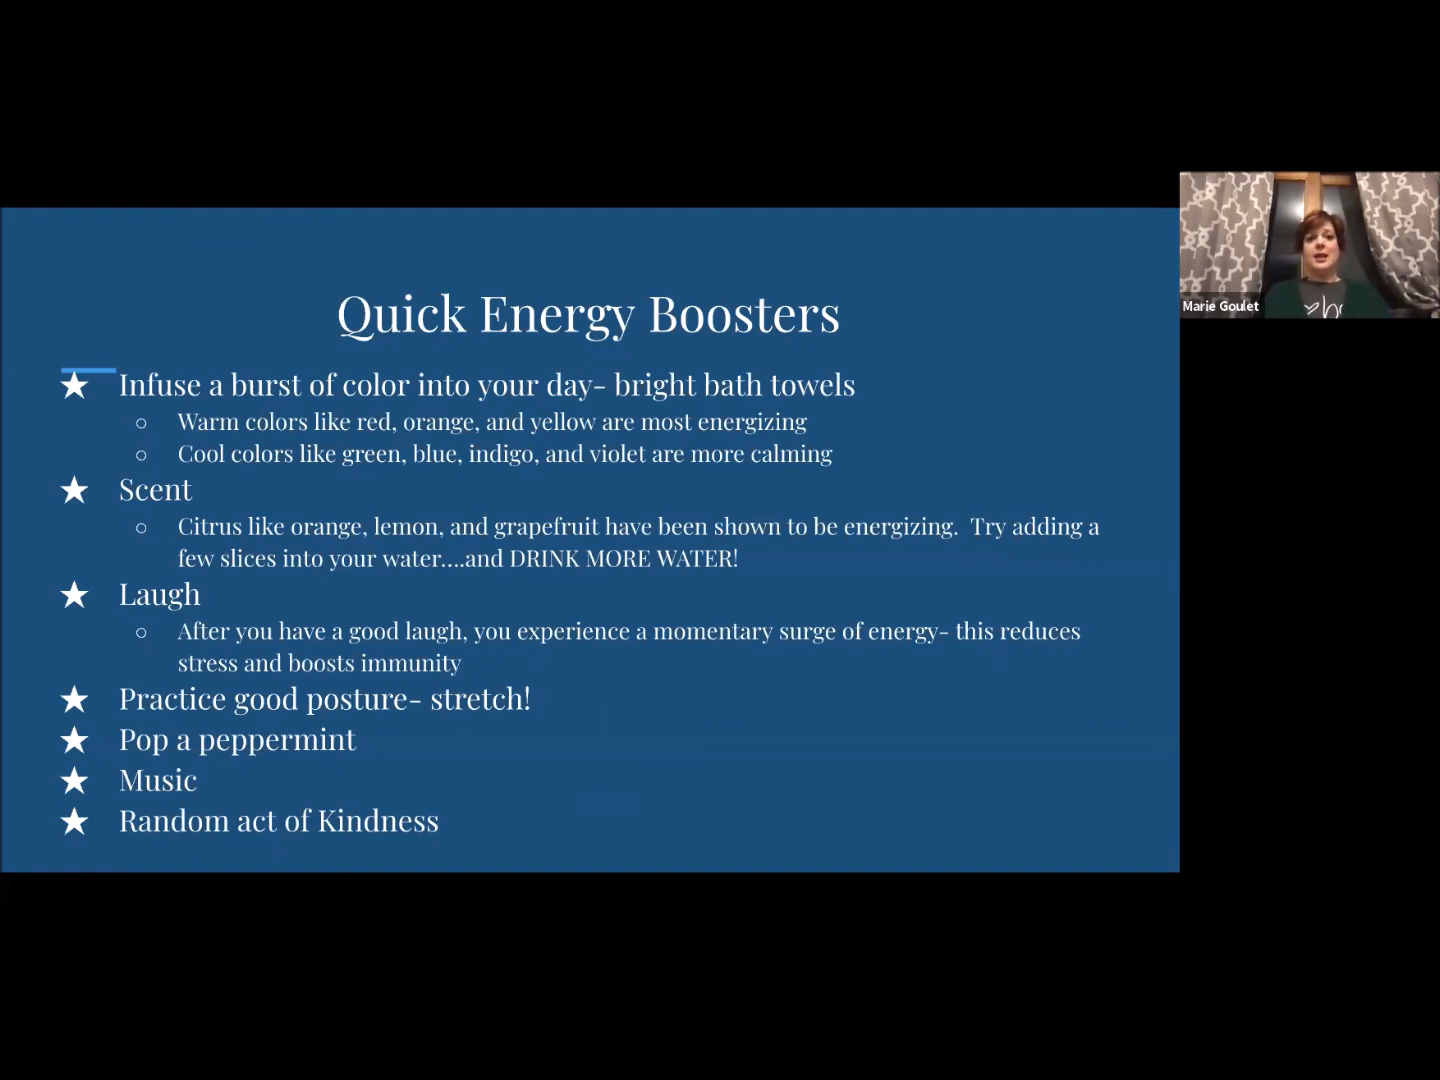 Quick Energy Boosters
★ Infuse a burst of color into your day- bright bath towels
○ Warm colors like red, orange, and yellow are most energizing
○ Cool colors like green, blue, indigo, and violet are more calming
★ Scent
○ Citrus like orange, lemon, and grapefruit have been shown to be energizing.  Try adding a
few slices into your water....and DRINK MORE WATER!
★ Laugh
○ After you have a good laugh, you experience a momentary surge of energy- this reduces
stress and boosts immunity
★ Practice good posture- stretch!
★ Pop a peppermint
★ Music
★ Random act of Kindness
Marie Goulet